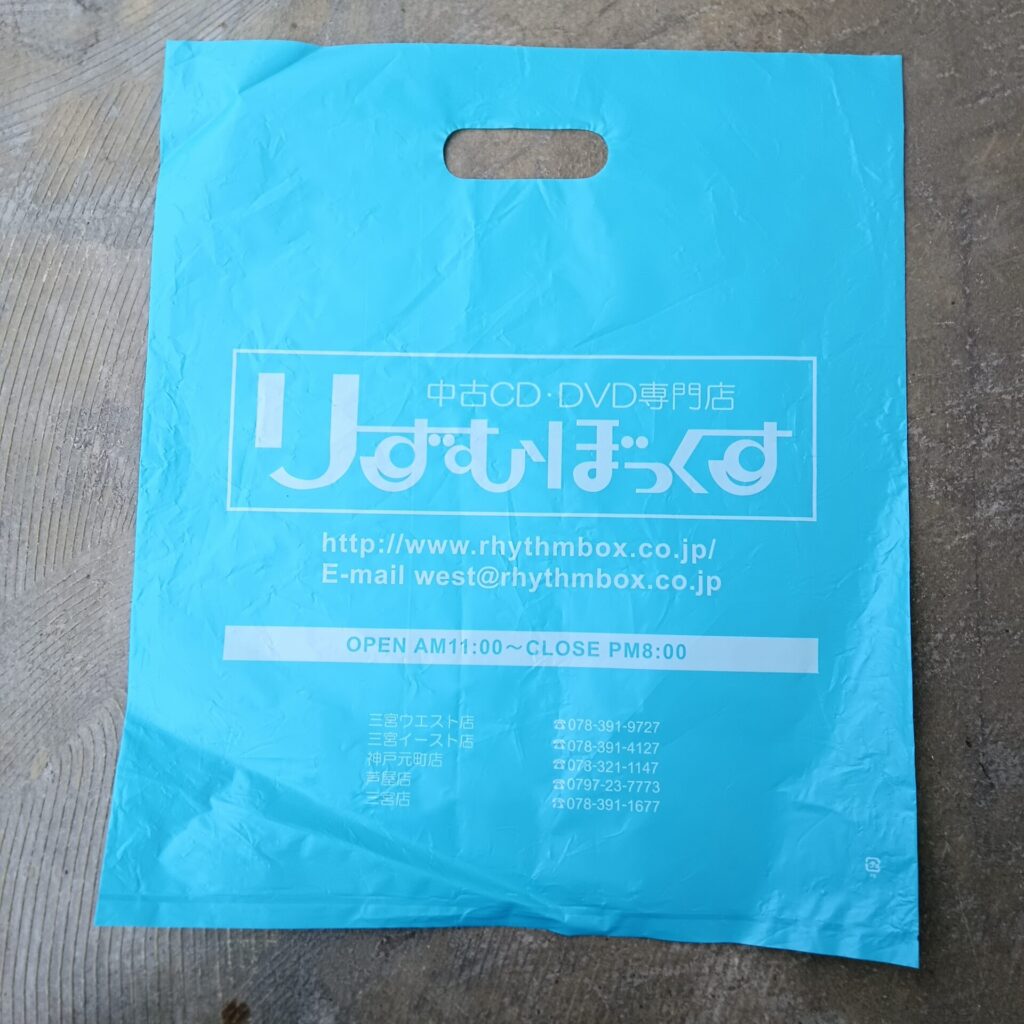 中古CD・DVD専門店
りずむぼっくす
http://www.rhythmbox.co.jp/
E-mail west@rhythmbox.co.jp
OPEN AM11:00～CLOSE PM8:00
三宮ウエスト店 ☎078-391-9727
三宮イースト店 ☎078-391-4127
神戸元町店 ☎078-321-1147
芦屋店 ☎0797-23-7773
三宮店 ☎078-391-1677